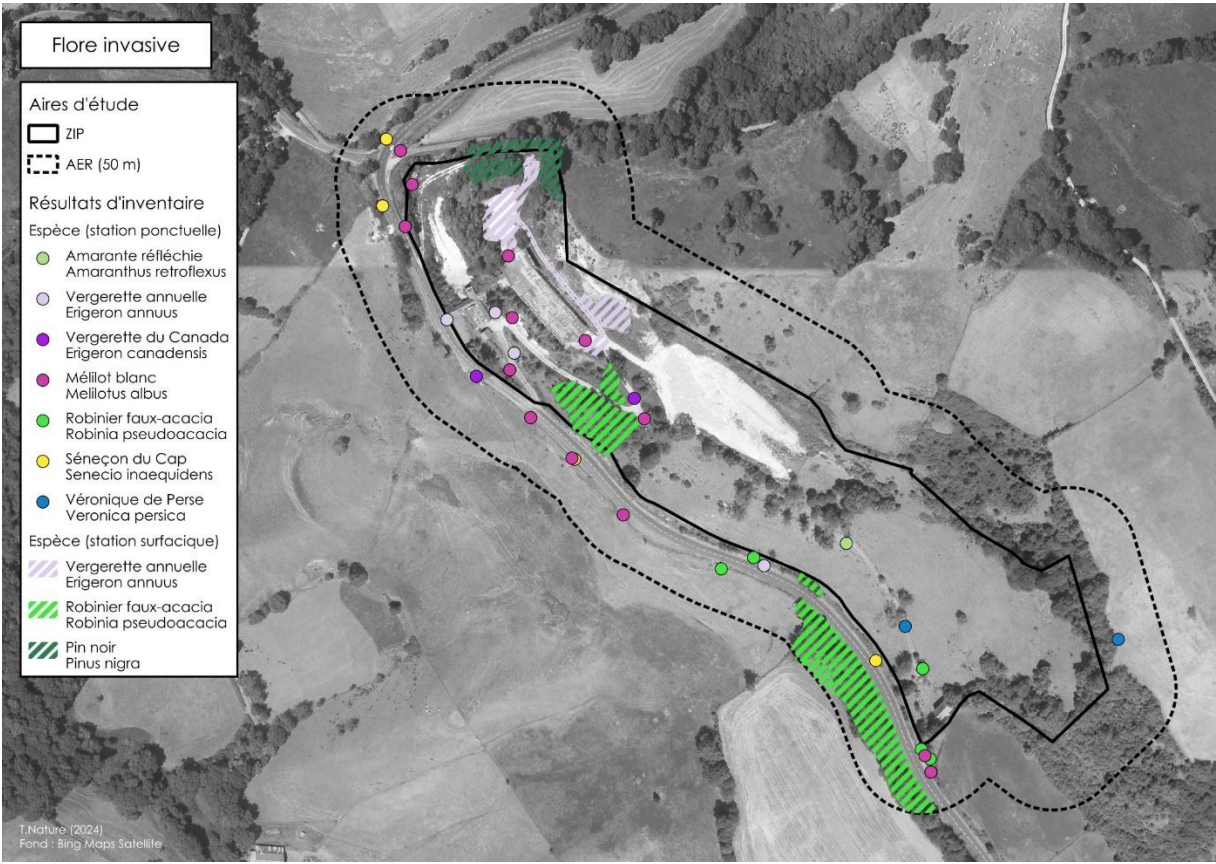 Flore invasive
Aires d'étude
ZIP
AER (50 m)
Résultats d'inventaire
Espèce (station ponctuelle)
Amarante réfléchie
Amaranthus retroflexus
Vergerette annuelle
Erigeron annuus
Vergerette du Canada
Erigeron canadensis
Mélilot blanc
Melilotus albus
Robinier faux-acacia
Robinia pseudoacacia
Séneçon du Cap
Senecio inaequidens
Véronique de Perse
Veronica persica
Espèce (station surfacique)
Vergerette annuelle
Erigeron annuus
Robinier faux-acacia
Robinia pseudoacacia
Pin noir
Pinus nigra
T.Nature (2024)
Fond : Bing Maps Satellite